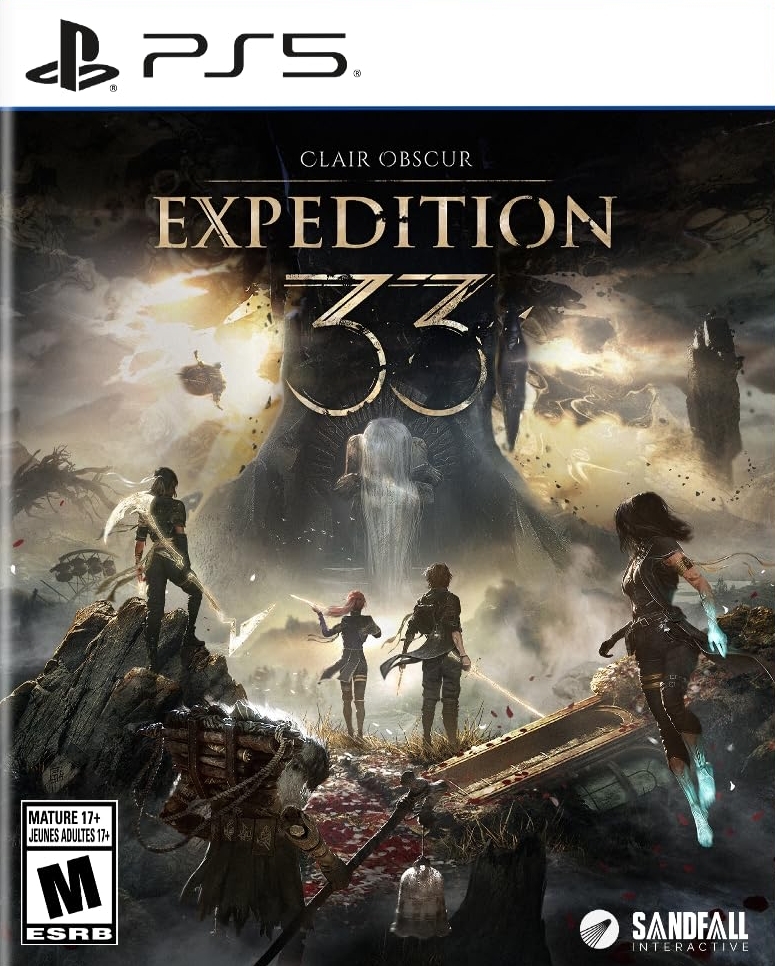 PS5
CLAIR OBSCUR
EXPEDITION
33
MATURE 17+
JEUNES ADULTES 17+
M
ESRB
SANDFALL
INTERACTIVE